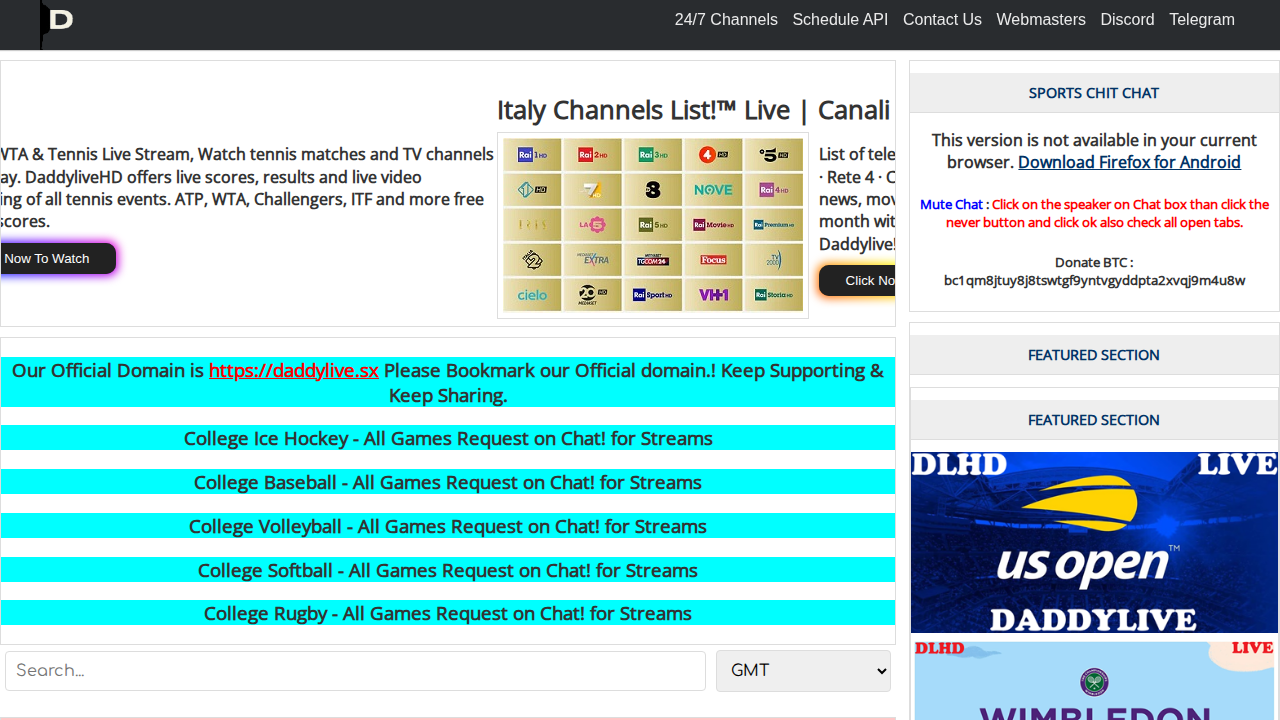 D
24/7 Channels Schedule API Contact Us Webmasters Discord Telegram
WTA & Tennis Live Stream, Watch tennis matches and TV channels
ay. DaddyliveHD offers live scores, results and live video
ing of all tennis events. ATP, WTA, Challengers, ITF and more free
scores.
Now To Watch
Italy Channels List!™ Live | Canali
Rai 1 HD Rai 2 HD Rai 3 HD 4 HD 5 HD
1 HD 7 HD 8 NOVE Rai 4 HD
IRIS LA 5 Rai 5 HD Rai Movie HD Rai Premium HD
2 MEDIASET EXTRA MEDIASET TGCOM24 Focus TV 2000
cielo 20 MEDIASET HD Rai Sport HD VH1 Rai Storia HD
List of tele
· Rete 4 · C
news, mov
month wit
Daddylive!
Click No
Our Official Domain is https://daddylive.sx Please Bookmark our Official domain.! Keep Supporting &
Keep Sharing.
College Ice Hockey - All Games Request on Chat! for Streams
College Baseball - All Games Request on Chat! for Streams
College Volleyball - All Games Request on Chat! for Streams
College Softball - All Games Request on Chat! for Streams
College Rugby - All Games Request on Chat! for Streams
Search...
GMT
SPORTS CHIT CHAT
This version is not available in your current
browser. Download Firefox for Android
Mute Chat : Click on the speaker on Chat box than click the
never button and click ok also check all open tabs.
Donate BTC :
bc1qm8jtuy8j8tswtgf9yntvgyddpta2xvqj9m4u8w
FEATURED SECTION
FEATURED SECTION
DLHD LIVE
us open™
DADDYLIVE
DLHD LIVE
WIMBLEDON